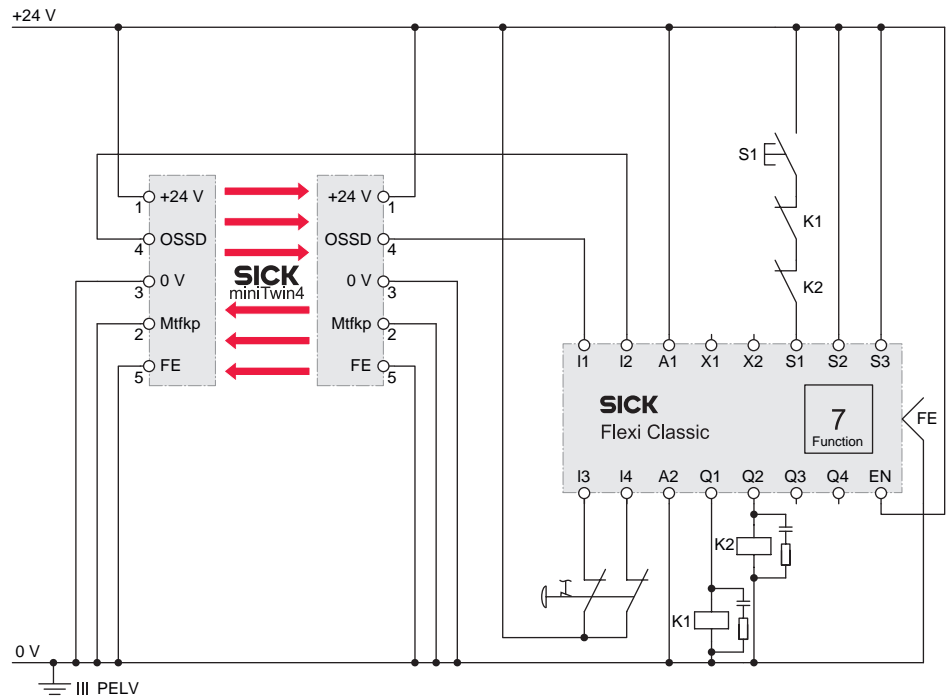 +24 V
1 +24 V
4 OSSD
3 0 V
2 Mtfkp
5 FE
SICK
miniTwin4
+24 V 1
OSSD 4
0 V 3
Mtfkp 2
FE 5
S1
K1
K2
I1 I2 A1 X1 X2 S1 S2 S3
SICK
Flexi Classic
7
Function
FE
I3 I4 A2 Q1 Q2 Q3 Q4 EN
K2
K1
0 V
III PELV